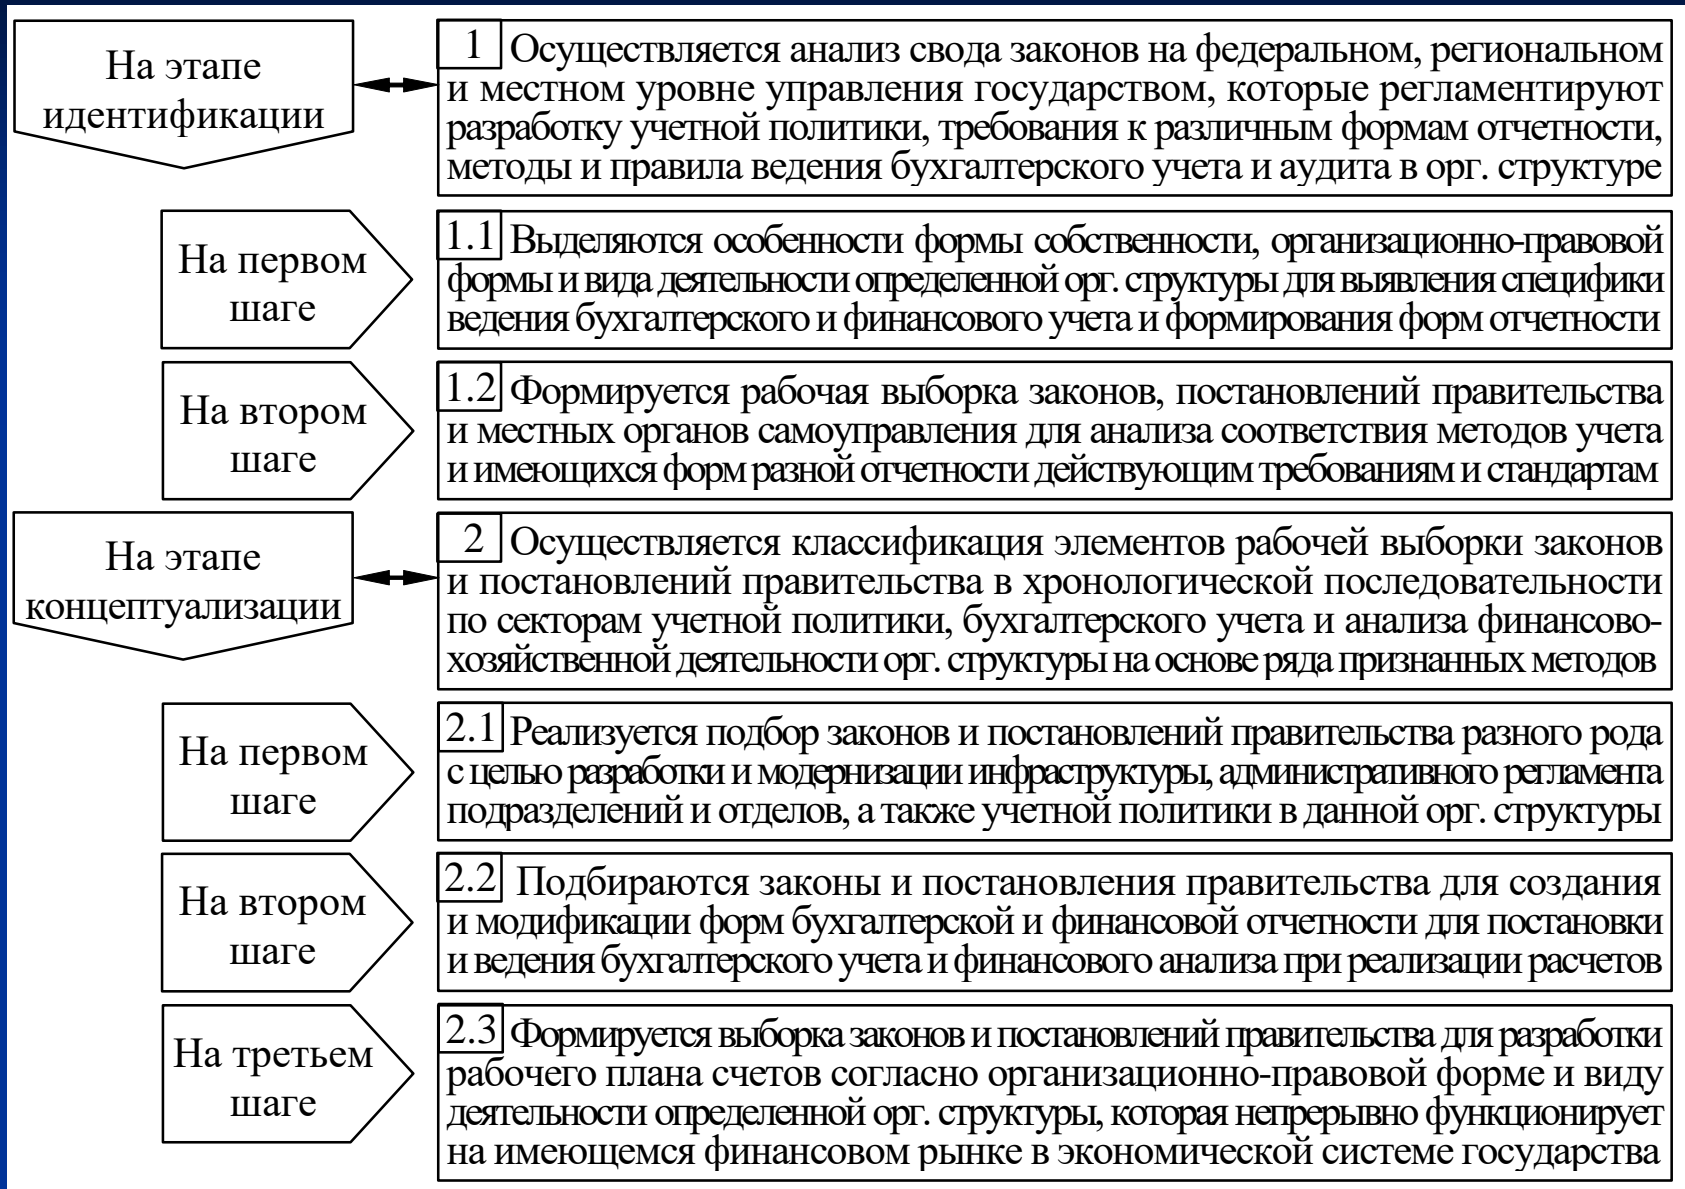 На этапе
идентификации
1 Осуществляется анализ свода законов на федеральном, региональном
и местном уровне управления государством, которые регламентируют
разработку учетной политики, требования к различным формам отчетности,
методы и правила ведения бухгалтерского учета и аудита в орг. структуре
На первом
шаге
1.1 Выделяются особенности формы собственности, организационно-правовой
формы и вида деятельности определенной орг. структуры для выявления специфики
ведения бухгалтерского и финансового учета и формирования форм отчетности
На втором
шаге
1.2 Формируется рабочая выборка законов, постановлений правительства
и местных органов самоуправления для анализа соответствия методов учета
и имеющихся форм разной отчетности действующим требованиям и стандартам
На этапе
концептуализации
2 Осуществляется классификация элементов рабочей выборки законов
и постановлений правительства в хронологической последовательности
по секторам учетной политики, бухгалтерского учета и анализа финансово-
хозяйственной деятельности орг. структуры на основе ряда признанных методов
На первом
шаге
2.1 Реализуется подбор законов и постановлений правительства разного рода
с целью разработки и модернизации инфраструктуры, административного регламента
подразделений и отделов, а также учетной политики в данной орг. структуры
На втором
шаге
2.2 Подбираются законы и постановления правительства для создания
и модификации форм бухгалтерской и финансовой отчетности для постановки
и ведения бухгалтерского учета и финансового анализа при реализации расчетов
На третьем
шаге
2.3 Формируется выборка законов и постановлений правительства для разработки
рабочего плана счетов согласно организационно-правовой форме и виду
деятельности определенной орг. структуры, которая непрерывно функционирует
на имеющемся финансовом рынке в экономической системе государства